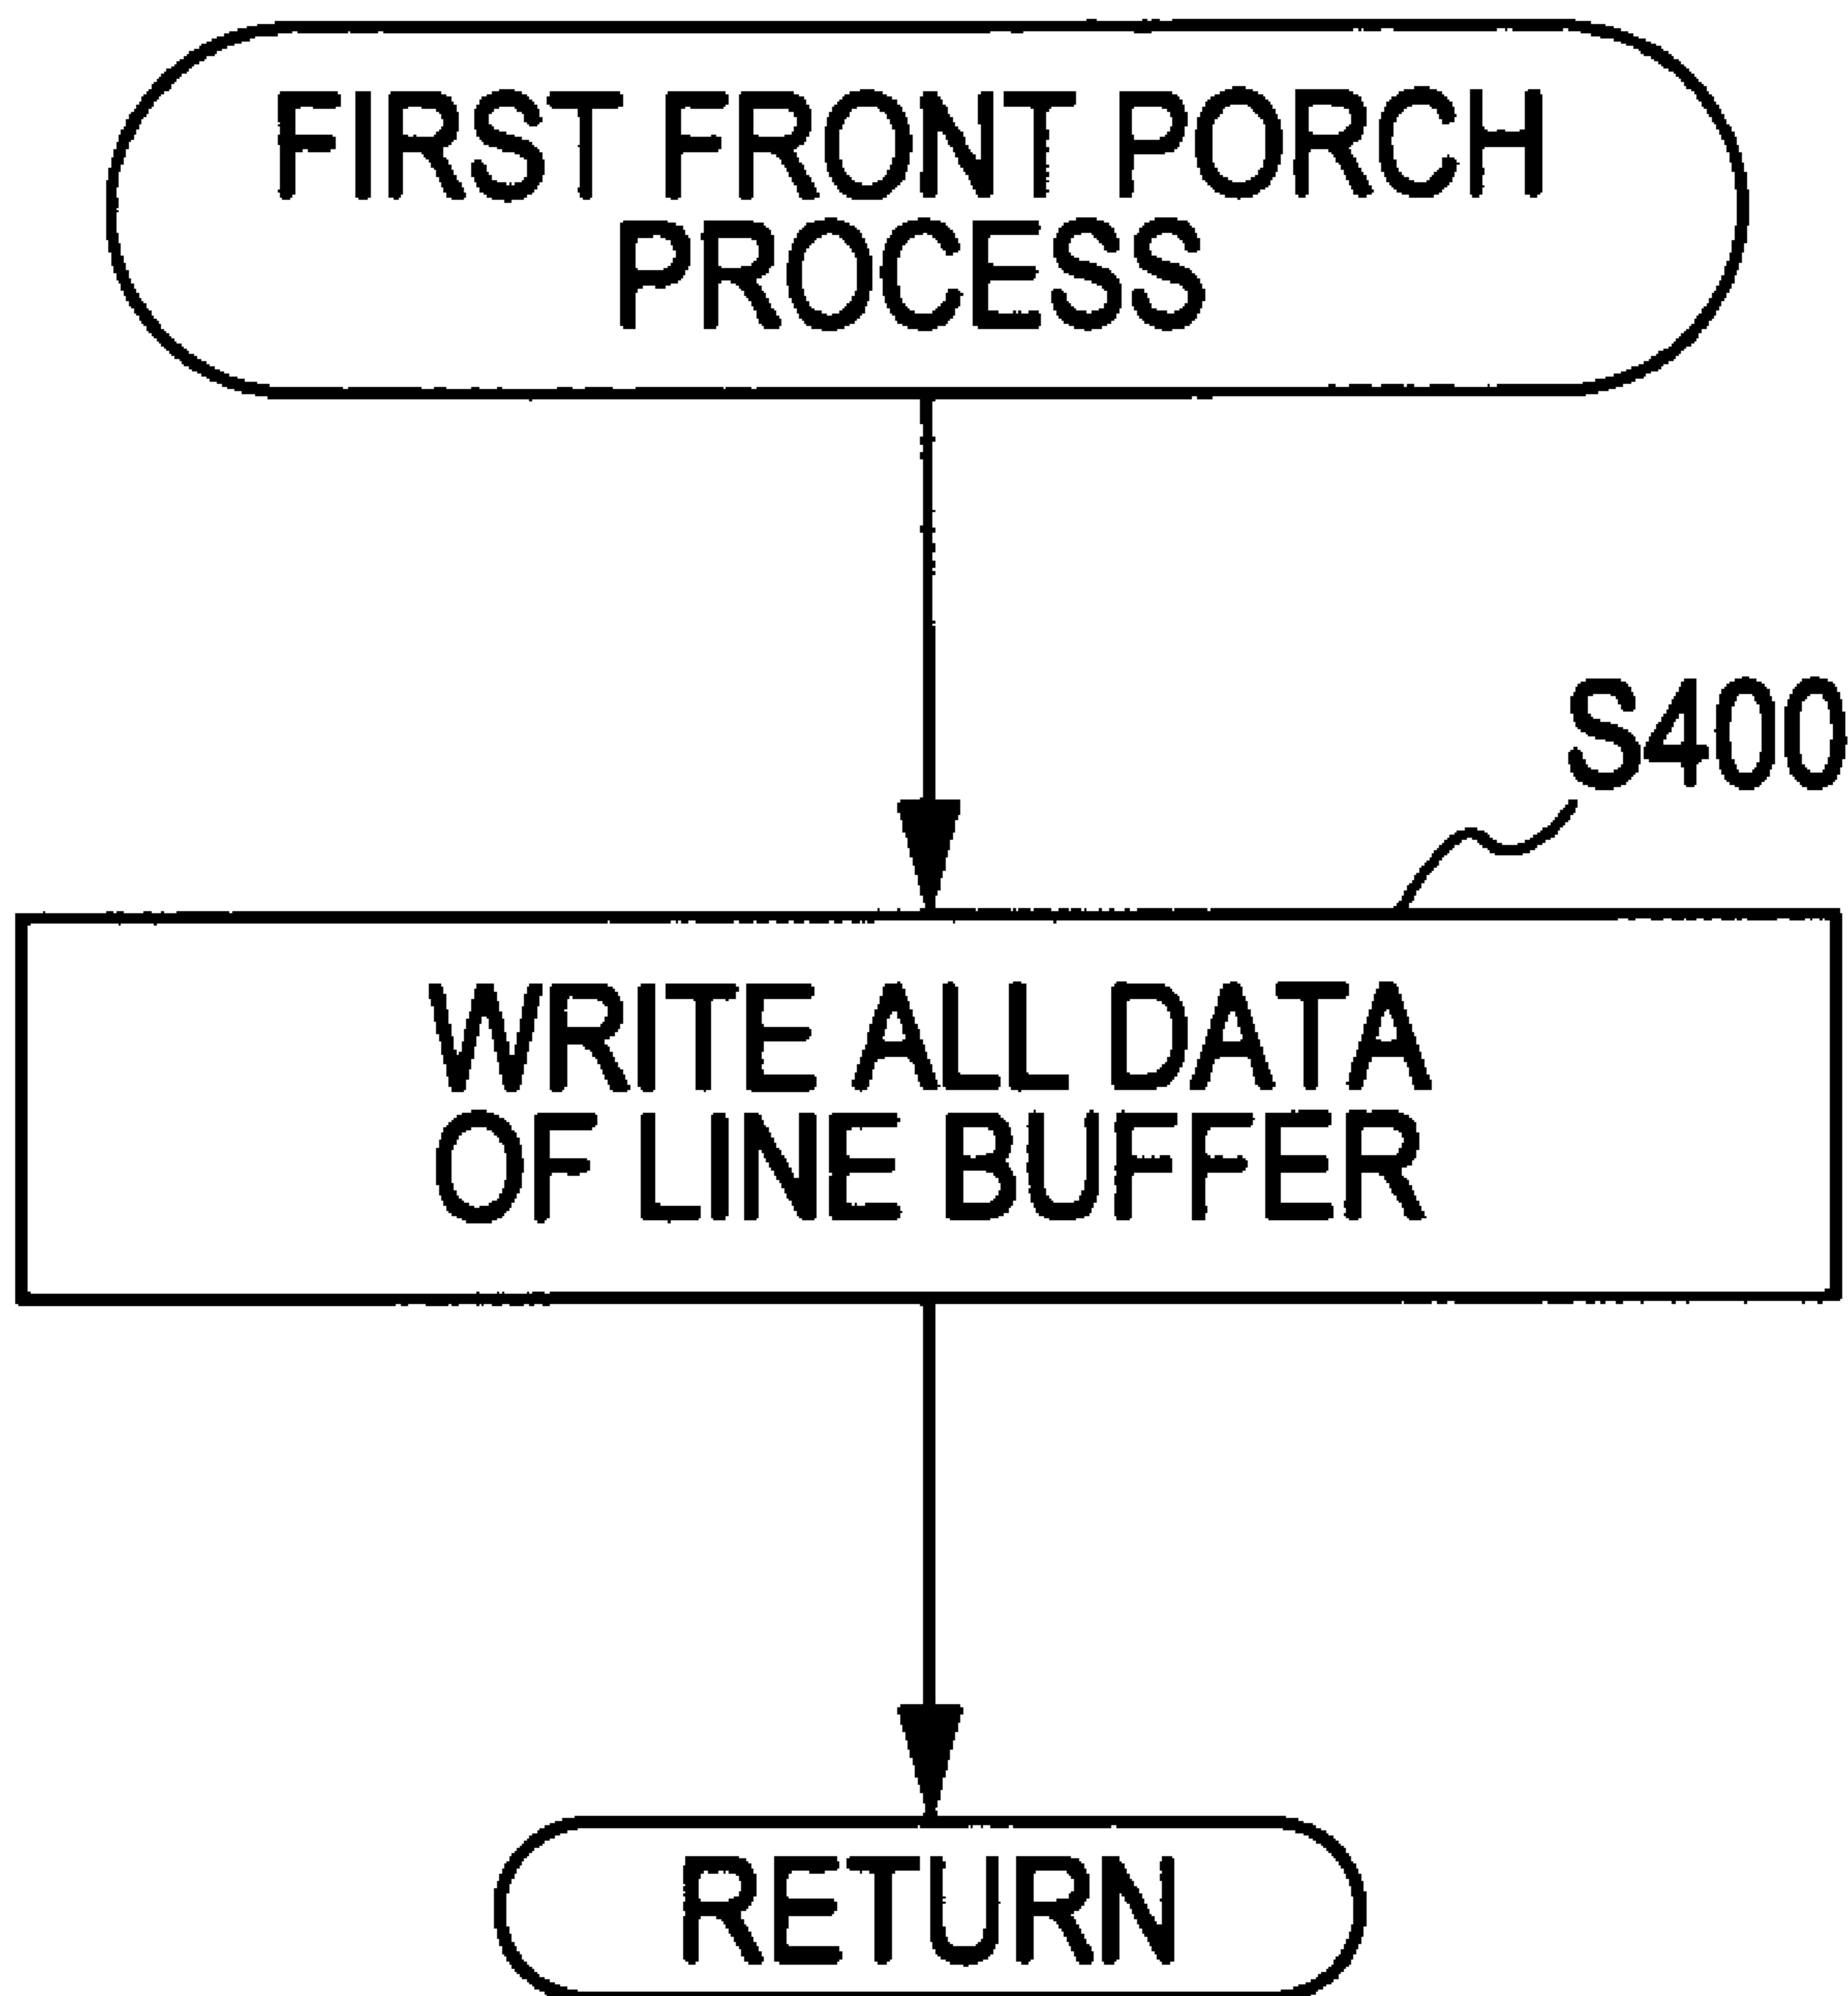 FIRST FRONT PORCH
PROCESS
S400
WRITE ALL DATA
OF LINE BUFFER
RETURN